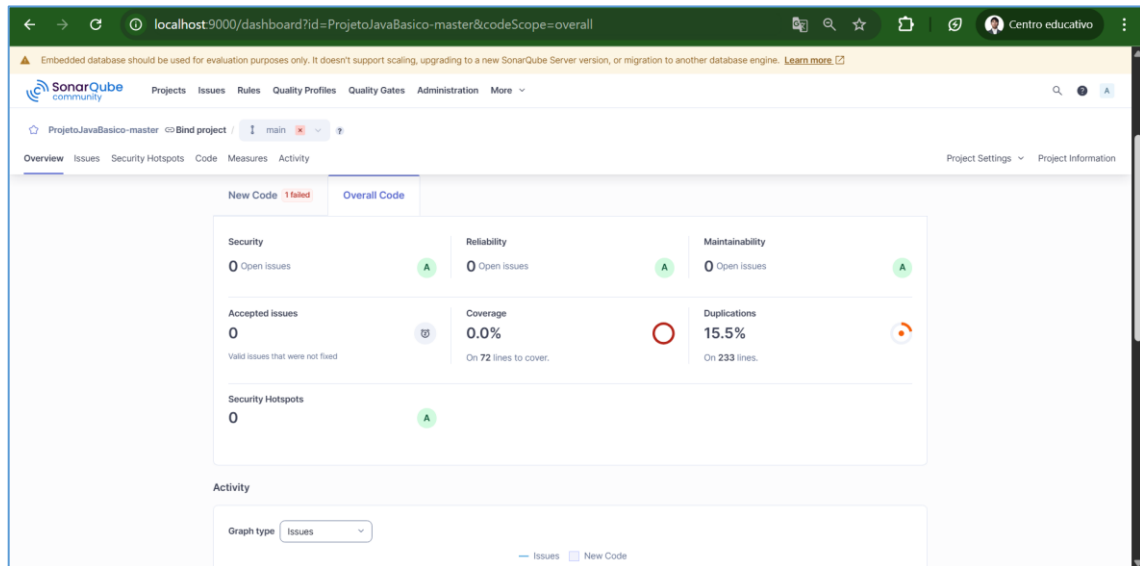 localhost:9000/dashboard?id=ProjetoJavaBasico-master&codeScope=overall
Centro educativo
Embedded database should be used for evaluation purposes only. It doesn't support scaling, upgrading to a new SonarQube Server version, or migration to another database engine. Learn more
SonarQube community Projects Issues Rules Quality Profiles Quality Gates Administration More A
ProjetoJavaBasico-master Bind project / main ?
Overview Issues Security Hotspots Code Measures Activity Project Settings Project Information
New Code 1 failed Overall Code
Security Reliability Maintainability
0 Open issues A 0 Open issues A 0 Open issues A
Accepted issues Coverage Duplications
0 0.0% 15.5%
Valid issues that were not fixed On 72 lines to cover. On 233 lines.
Security Hotspots
0 A
Activity
Graph type Issues
Issues New Code